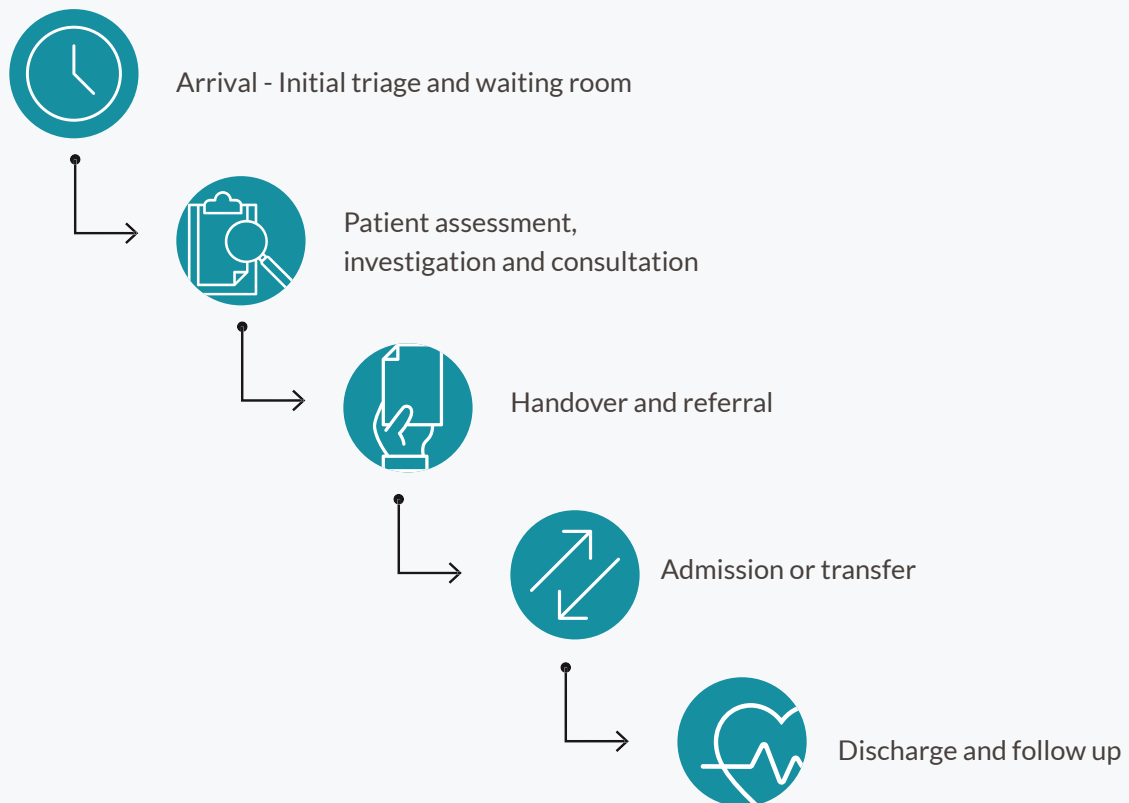 Arrival - Initial triage and waiting room
Patient assessment,
investigation and consultation
Handover and referral
Admission or transfer
Discharge and follow up